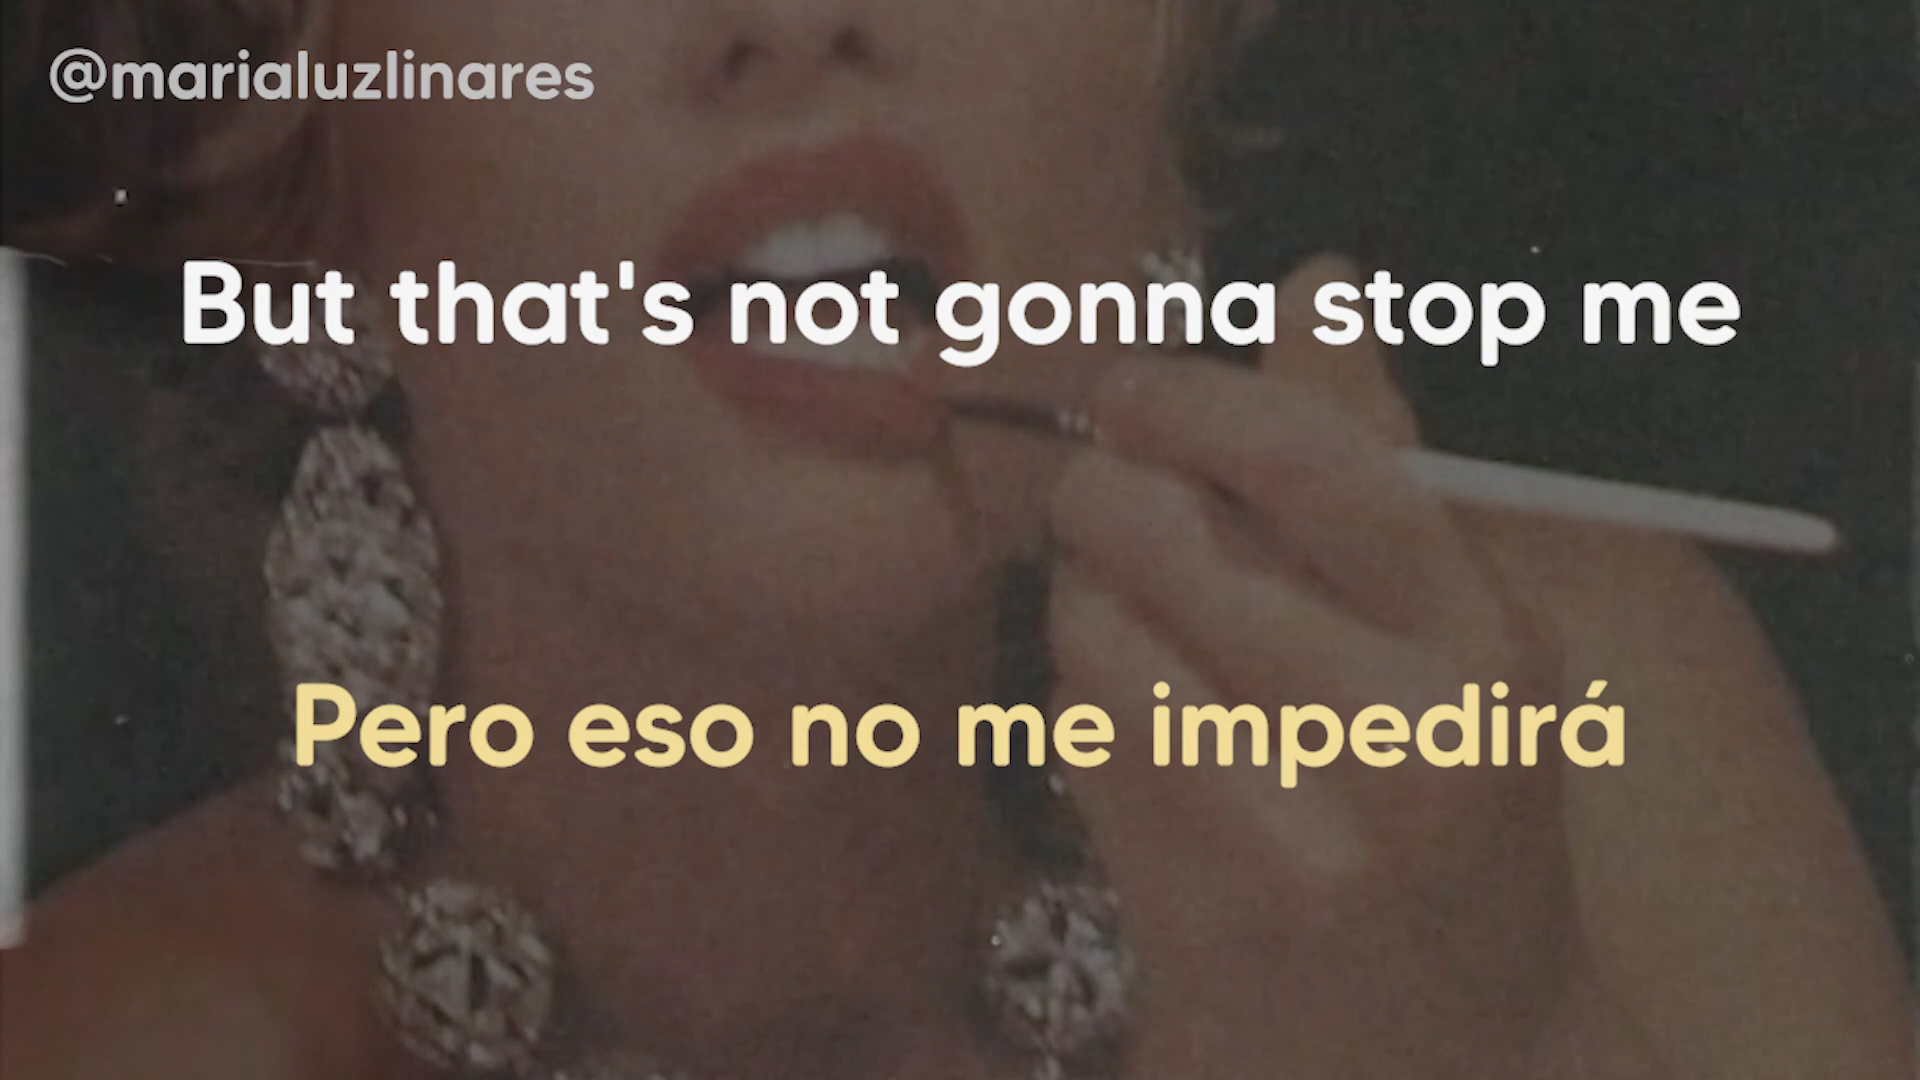 @marialuzlinares
But that's not gonna stop me
Pero eso no me impedirá